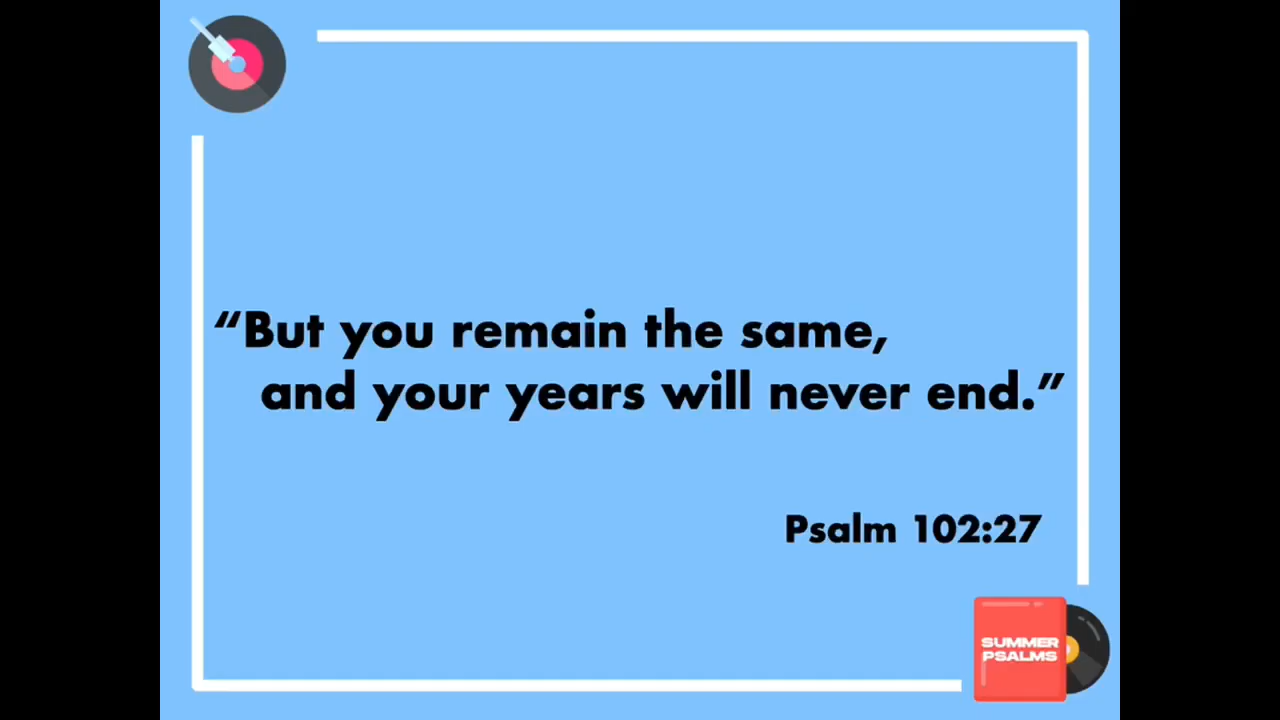 “But you remain the same,
and your years will never end.”
Psalm 102:27
SUMMER
PSALMS